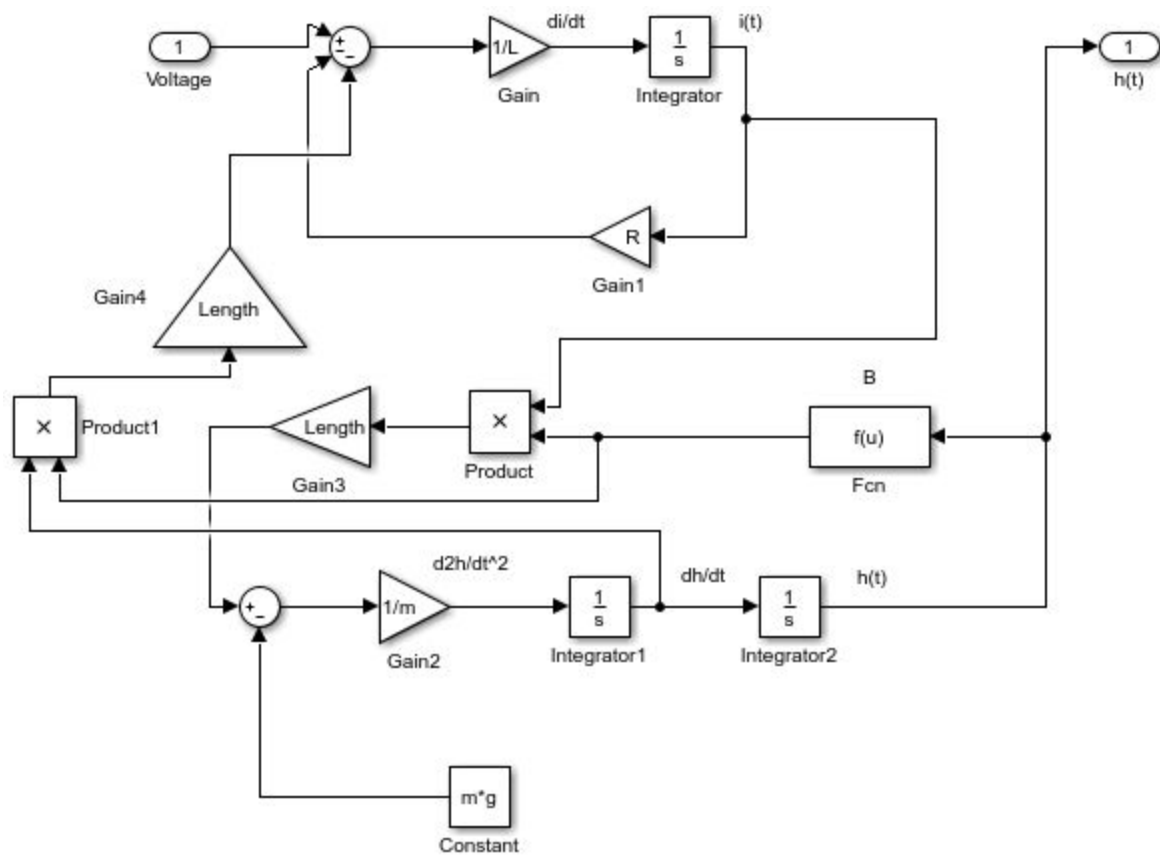 di/dt
i(t)
1
Voltage
+
−
−
1/L
Gain
1
s
Integrator
1
h(t)
R
Gain1
Gain4
Length
B
×
Product1
Length
Gain3
×
Product
f(u)
Fcn
d2h/dt^2
dh/dt
h(t)
+
−
1/m
Gain2
1
s
Integrator1
1
s
Integrator2
m*g
Constant